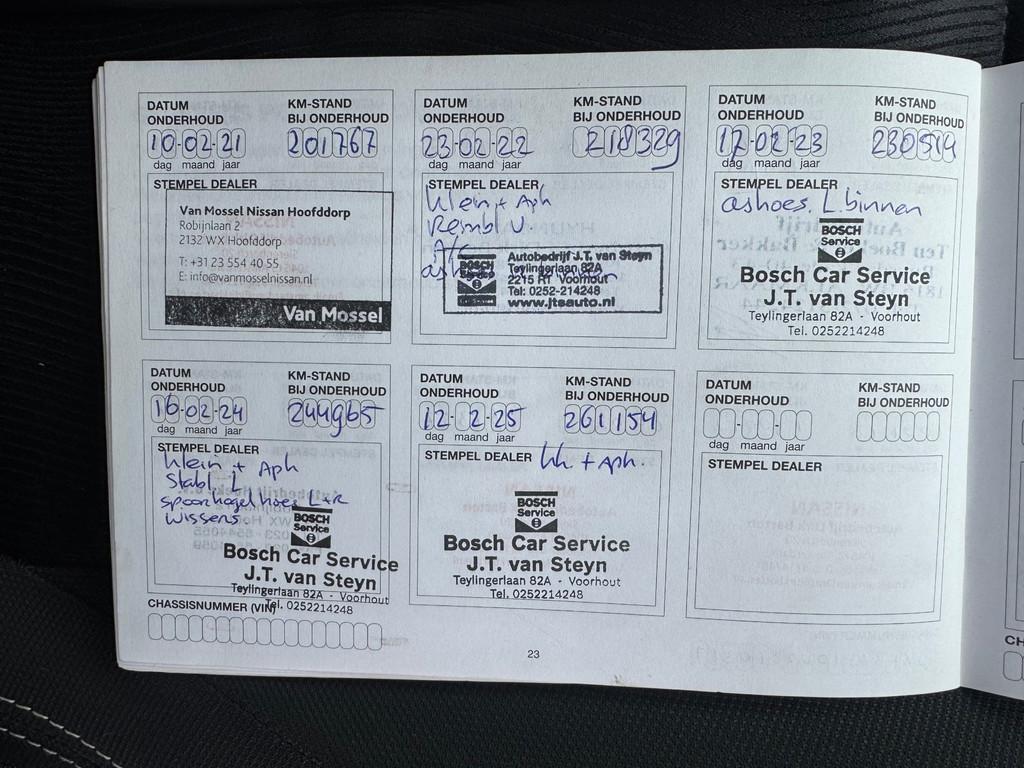 DATUM ONDERHOUD
KM-STAND BIJ ONDERHOUD
10-02-21
201767
dag maand jaar
STEMPEL DEALER
Van Mossel Nissan Hoofddorp
Robijnlaan 2
2132 WX Hoofddorp
T: +31 23 554 40 55
E: info@vanmosselnissan.nl
Van Mossel
DATUM ONDERHOUD
KM-STAND BIJ ONDERHOUD
23-02-22
218329
dag maand jaar
STEMPEL DEALER
klein + Aph
Rembl V.
A/c
Autobedrijf J.T. van Steyn
Teylingerlaan 82A
2215 RT Voorhout
Tel: 0252-214248
www.jtsauto.nl
BOSCH
Service
DATUM ONDERHOUD
KM-STAND BIJ ONDERHOUD
17-02-23
230519
dag maand jaar
STEMPEL DEALER
ashoes. L. binnen
BOSCH
Service
Bosch Car Service
J.T. van Steyn
Teylingerlaan 82A - Voorhout
Tel. 0252214248
DATUM ONDERHOUD
KM-STAND BIJ ONDERHOUD
16-02-24
244965
dag maand jaar
STEMPEL DEALER
klein + Aph
Stabl. L
spoorkogel hoes L+R
wissers
BOSCH
Service
Bosch Car Service
J.T. van Steyn
Teylingerlaan 82A - Voorhout
Tel. 0252214248
CHASSISNUMMER (VIN)
DATUM ONDERHOUD
KM-STAND BIJ ONDERHOUD
12-2-25
261154
dag maand jaar
STEMPEL DEALER
kl. + Aph.
BOSCH
Service
Bosch Car Service
J.T. van Steyn
Teylingerlaan 82A - Voorhout
Tel. 0252214248
DATUM ONDERHOUD
KM-STAND BIJ ONDERHOUD
dag maand jaar
STEMPEL DEALER
23
CH